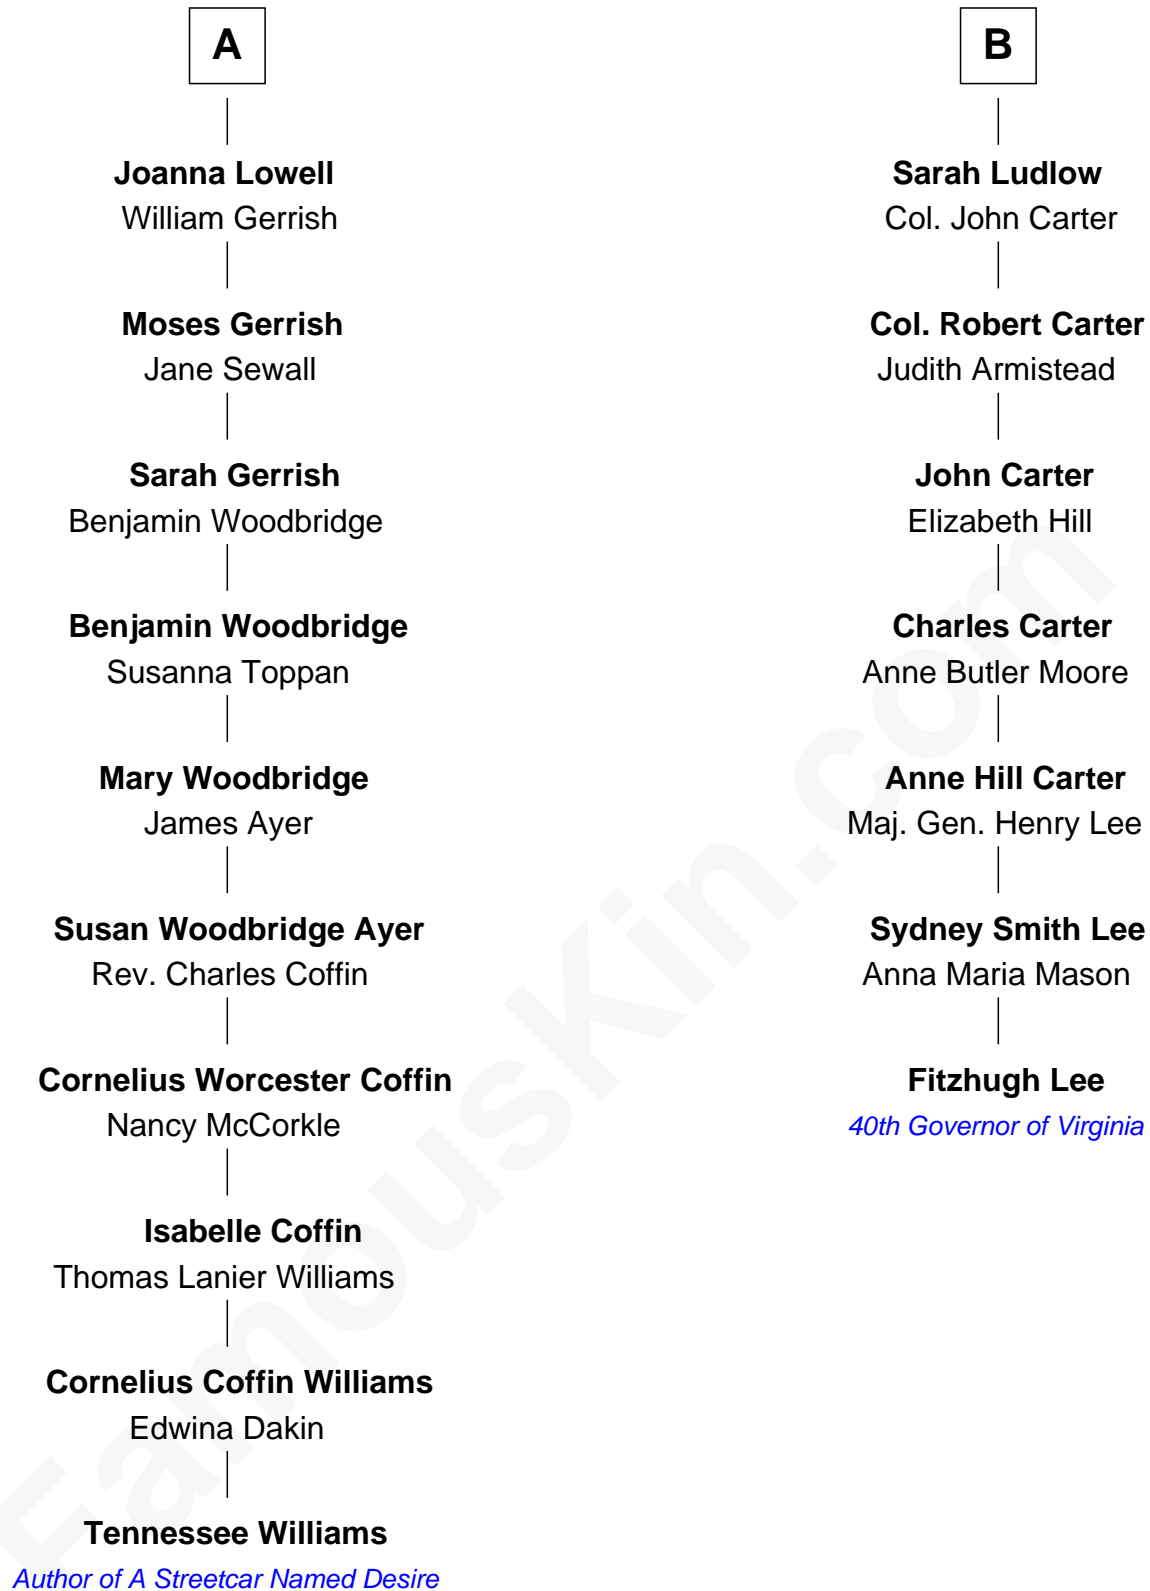 A
Joanna Lowell
William Gerrish
Moses Gerrish
Jane Sewall
Sarah Gerrish
Benjamin Woodbridge
Benjamin Woodbridge
Susanna Toppan
Mary Woodbridge
James Ayer
Susan Woodbridge Ayer
Rev. Charles Coffin
Cornelius Worcester Coffin
Nancy McCorkle
Isabelle Coffin
Thomas Lanier Williams
Cornelius Coffin Williams
Edwina Dakin
Tennessee Williams
Author of A Streetcar Named Desire
B
Sarah Ludlow
Col. John Carter
Col. Robert Carter
Judith Armistead
John Carter
Elizabeth Hill
Charles Carter
Anne Butler Moore
Anne Hill Carter
Maj. Gen. Henry Lee
Sydney Smith Lee
Anna Maria Mason
Fitzhugh Lee
40th Governor of Virginia
FamousKin.com